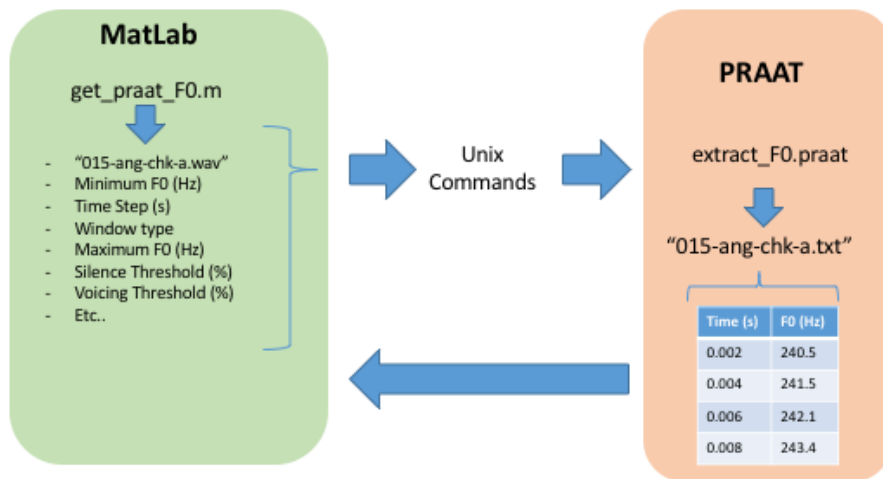 MatLab
get_praat_F0.m
- "015-ang-chk-a.wav"
- Minimum F0 (Hz)
- Time Step (s)
- Window type
- Maximum F0 (Hz)
- Silence Threshold (%)
- Voicing Threshold (%)
- Etc..
Unix
Commands
PRAAT
extract_F0.praat
"015-ang-chk-a.txt"
Time (s) F0 (Hz)
0.002 240.5
0.004 241.5
0.006 242.1
0.008 243.4